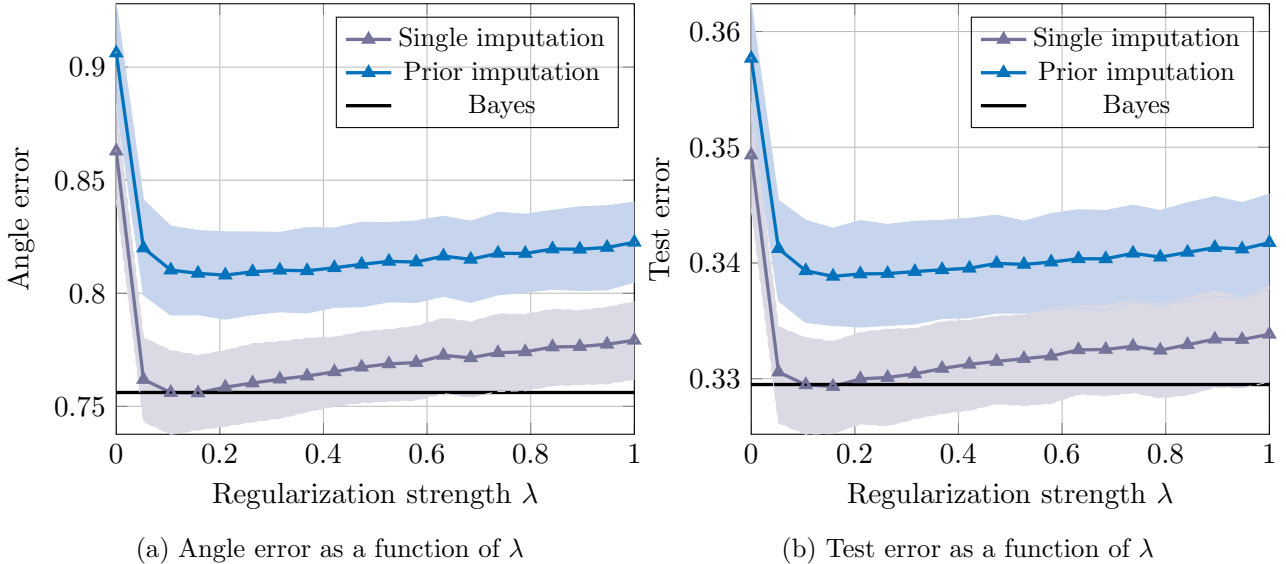 Single imputation
Prior imputation
Bayes
0.9
0.85
0.8
0.75
Angle error
0
0.2
0.4
0.6
0.8
1
Regularization strength λ
(a) Angle error as a function of λ
Single imputation
Prior imputation
Bayes
0.36
0.35
0.34
0.33
Test error
0
0.2
0.4
0.6
0.8
1
Regularization strength λ
(b) Test error as a function of λ